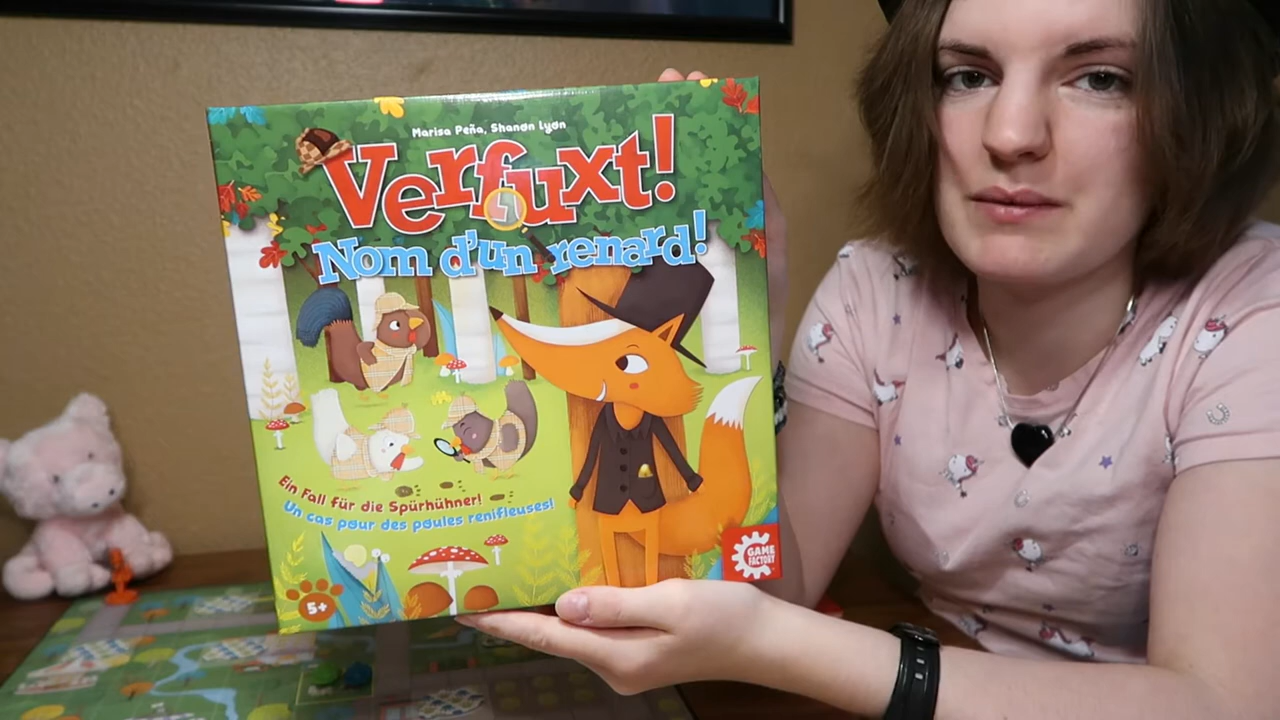 Marisa Peña, Shanon Lyon
Verfuxt!
Nom d'un renard!
Ein Fall für die Spürhühner!
Un cas pour des poules renifleuses!
5+
GAME
FACTORY